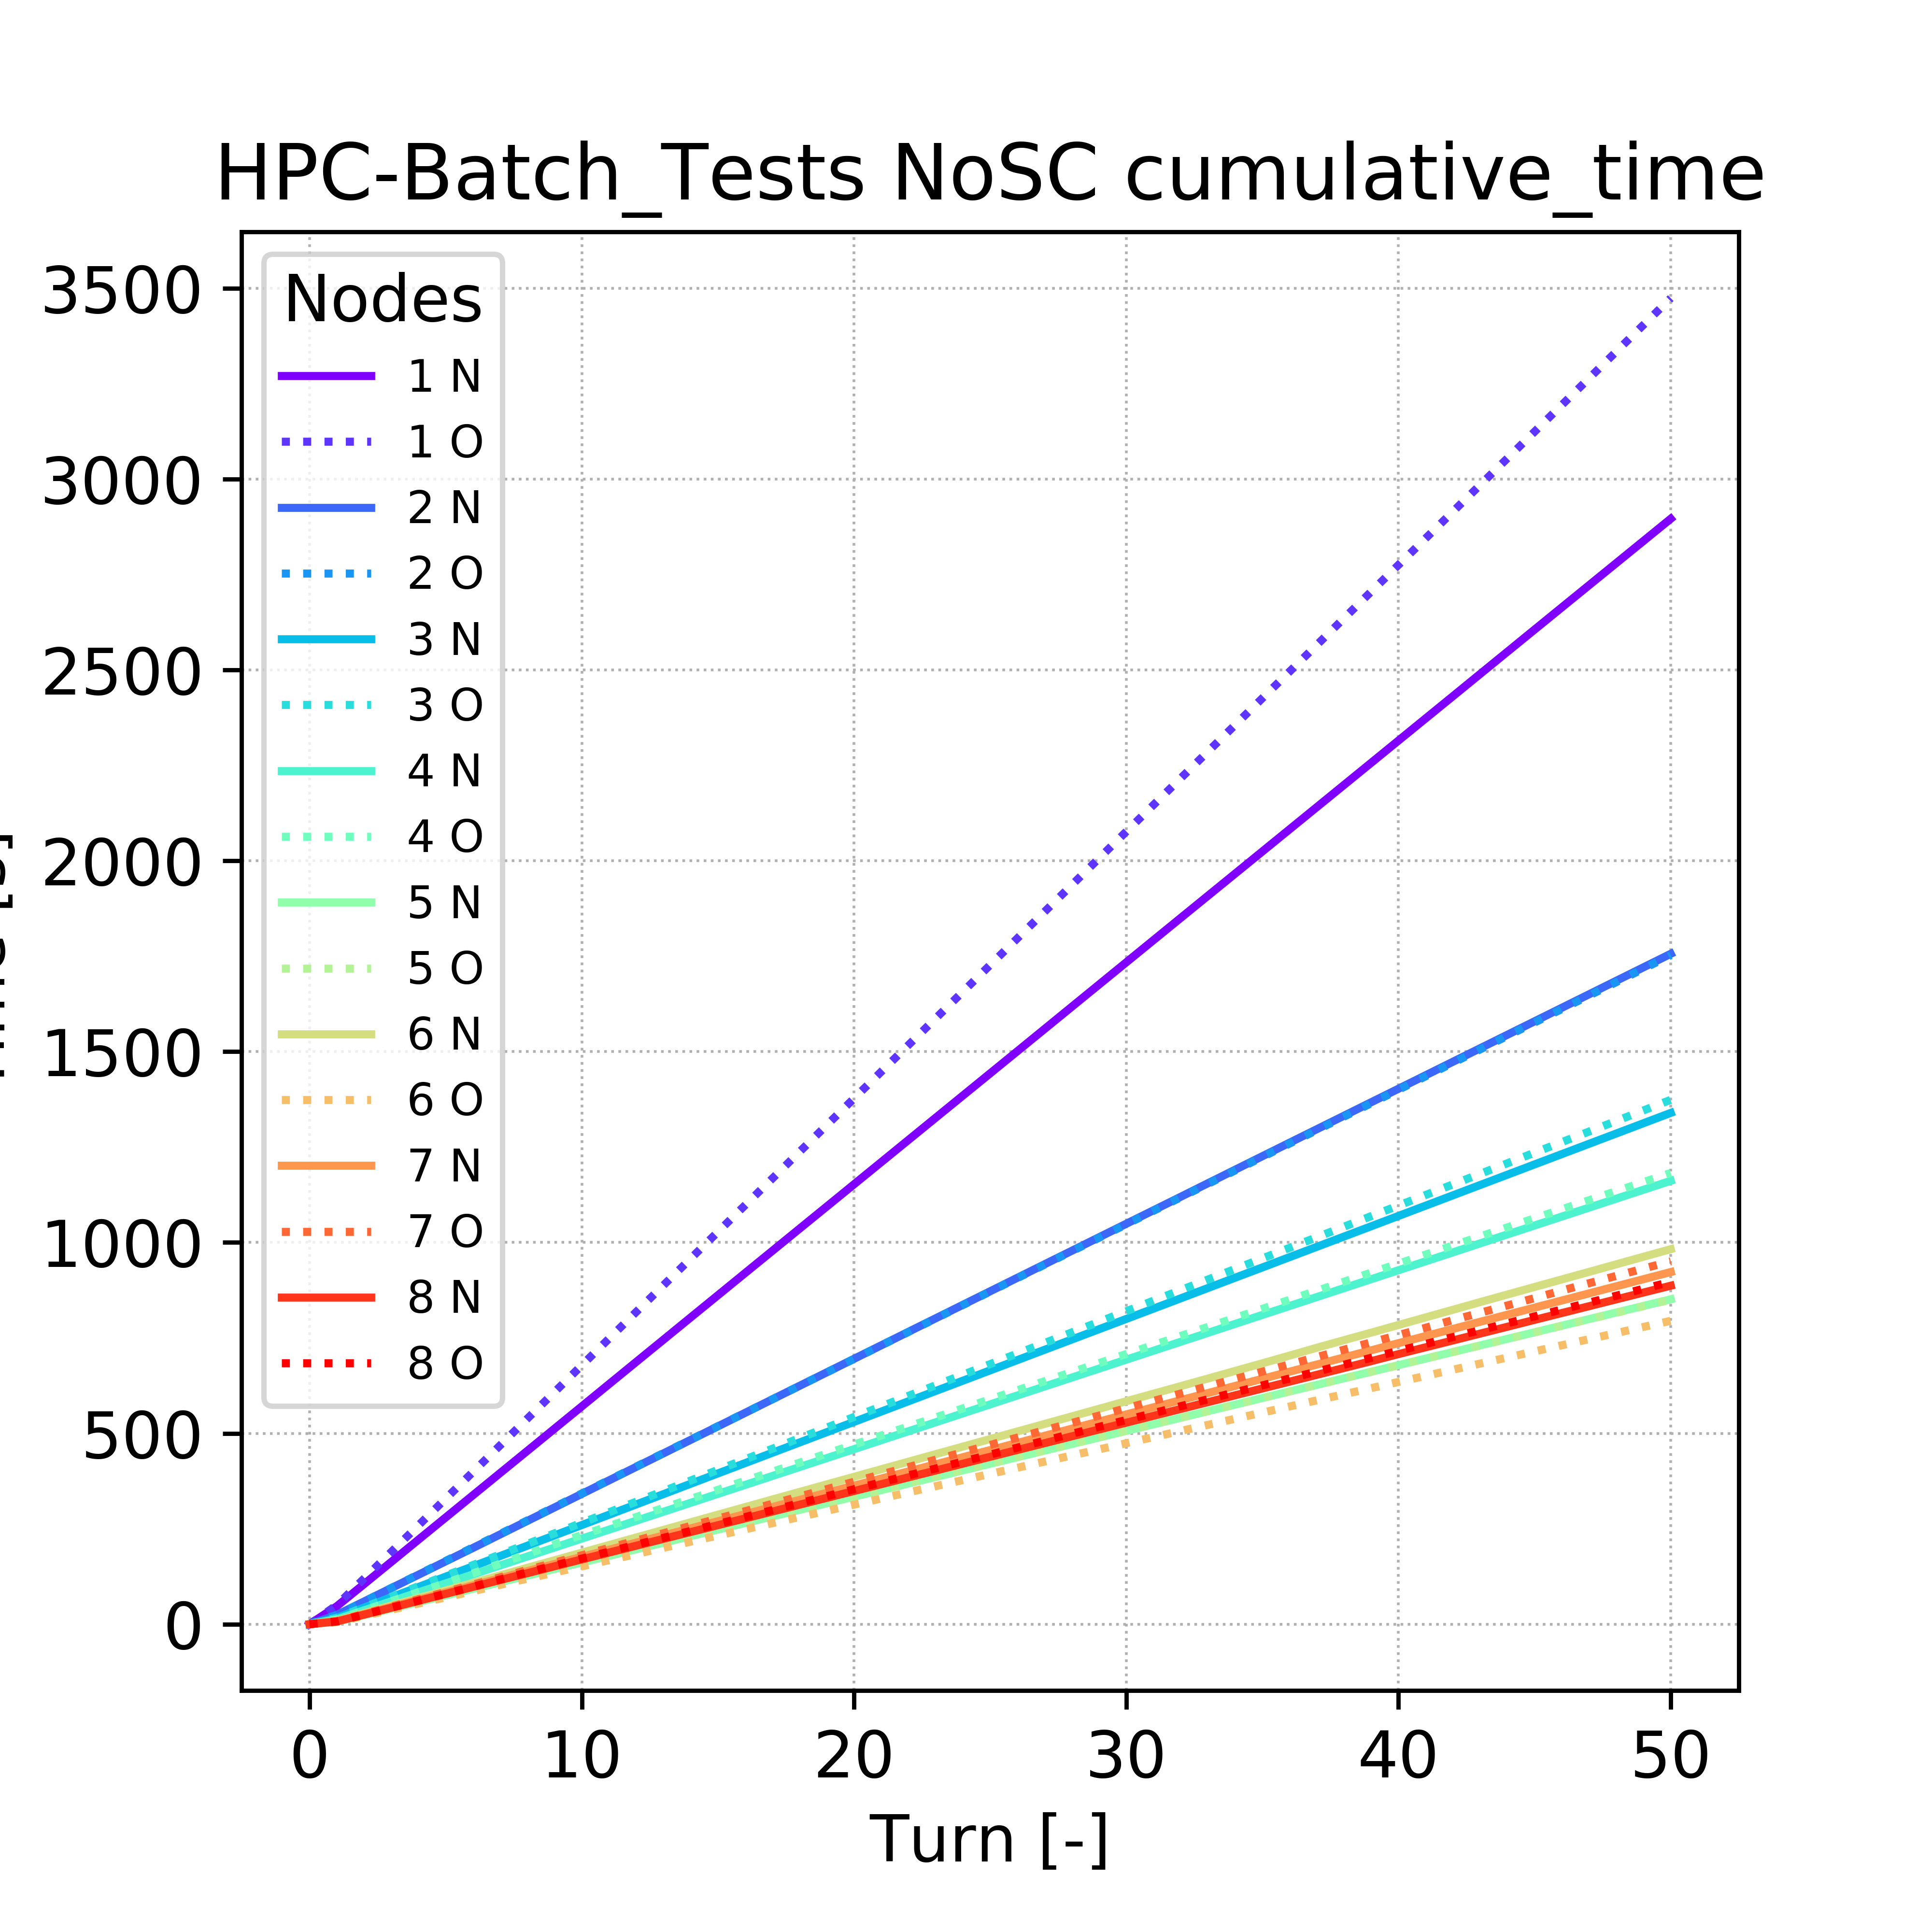 HPC-Batch_Tests NoSC cumulative_time
3500
3000
2500
2000
1500
1000
500
0
Nodes
1 N
1 O
2 N
2 O
3 N
3 O
4 N
4 O
5 N
5 O
6 N
6 O
7 N
7 O
8 N
8 O
0 10 20 30 40 50
Turn [-]